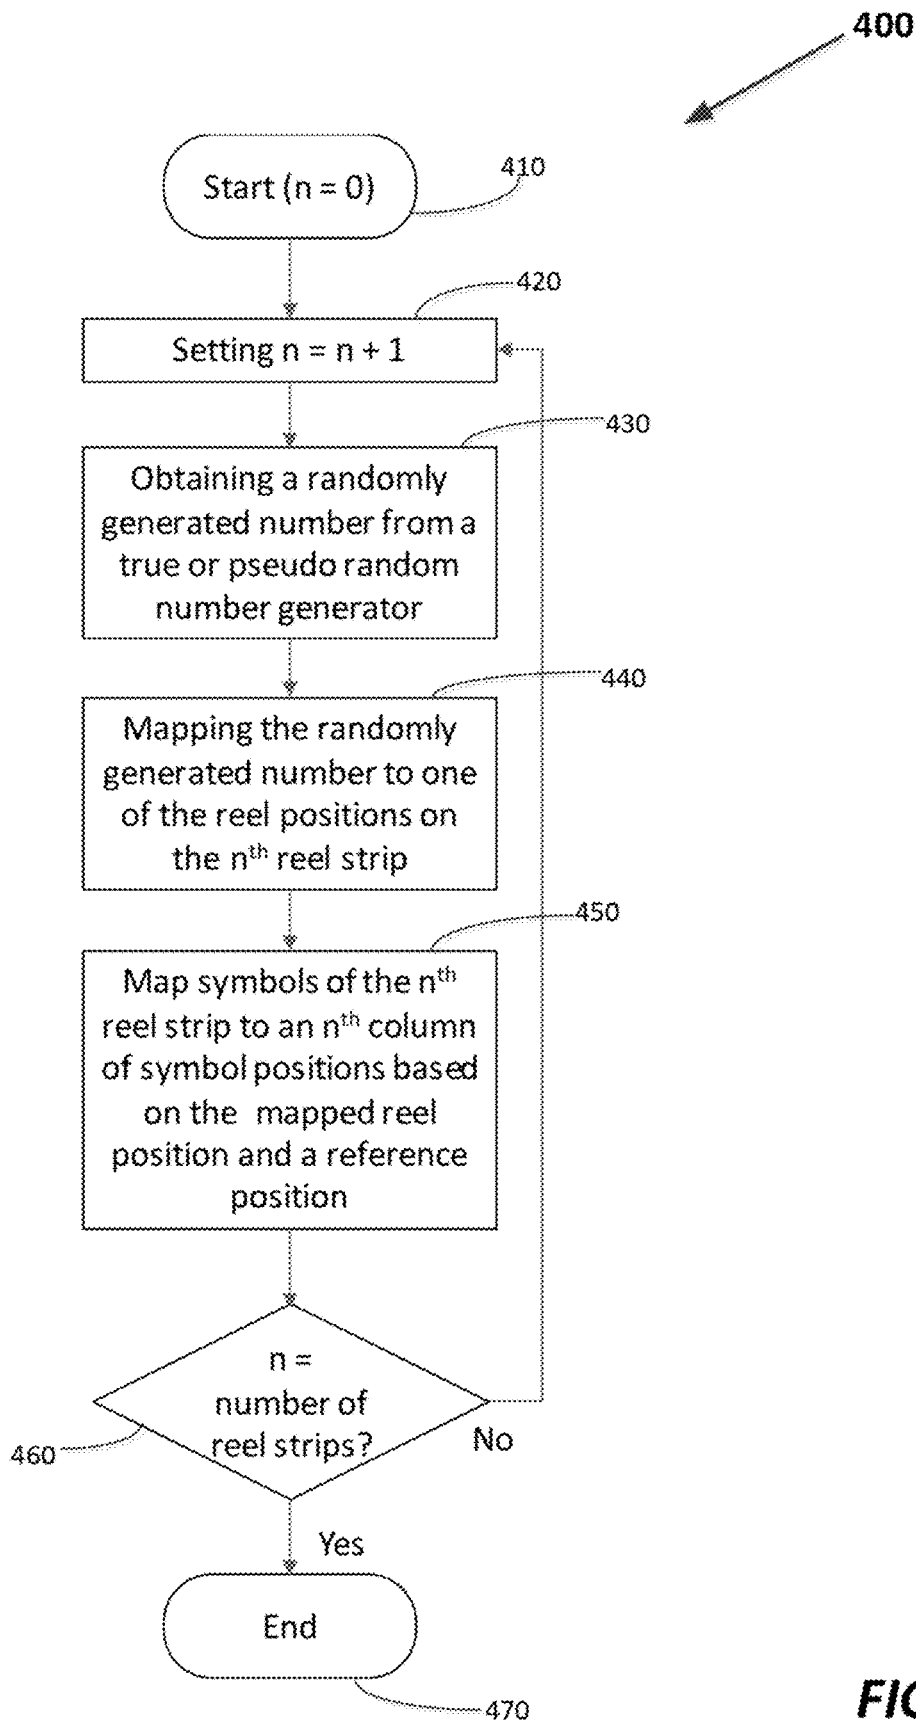 400
Start (n = 0)
410
420
Setting n = n + 1
430
Obtaining a randomly
generated number from a
true or pseudo random
number generator
440
Mapping the randomly
generated number to one
of the reel positions on
the nth reel strip
450
Map symbols of the nth
reel strip to an nth column
of symbol positions based
on the mapped reel
position and a reference
position
n =
number of
reel strips?
460
No
Yes
End
470
FIG